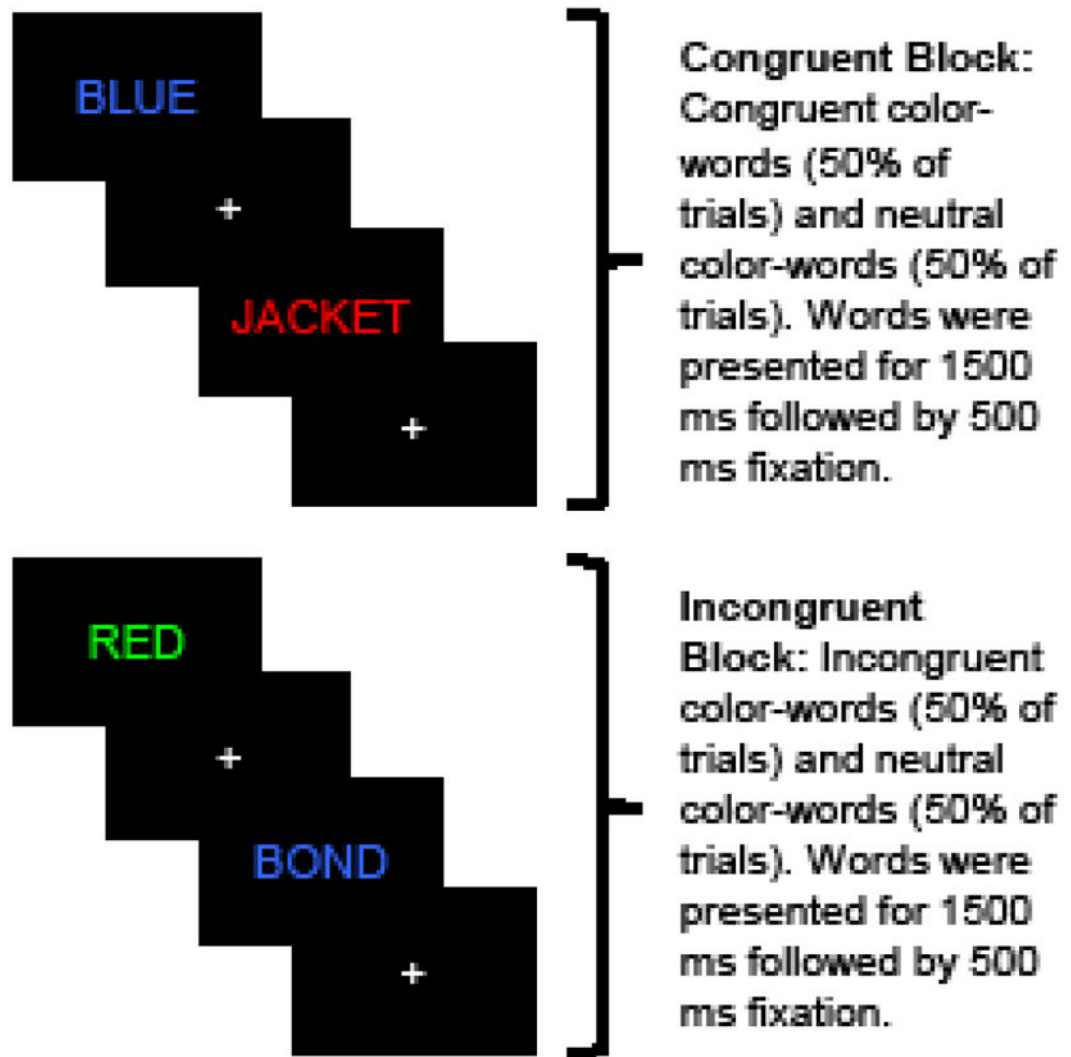 BLUE
+
JACKET
+
Congruent Block:
Congruent color-
words (50% of
trials) and neutral
color-words (50% of
trials). Words were
presented for 1500
ms followed by 500
ms fixation.
RED
+
BOND
+
Incongruent
Block: Incongruent
color-words (50% of
trials) and neutral
color-words (50% of
trials). Words were
presented for 1500
ms followed by 500
ms fixation.